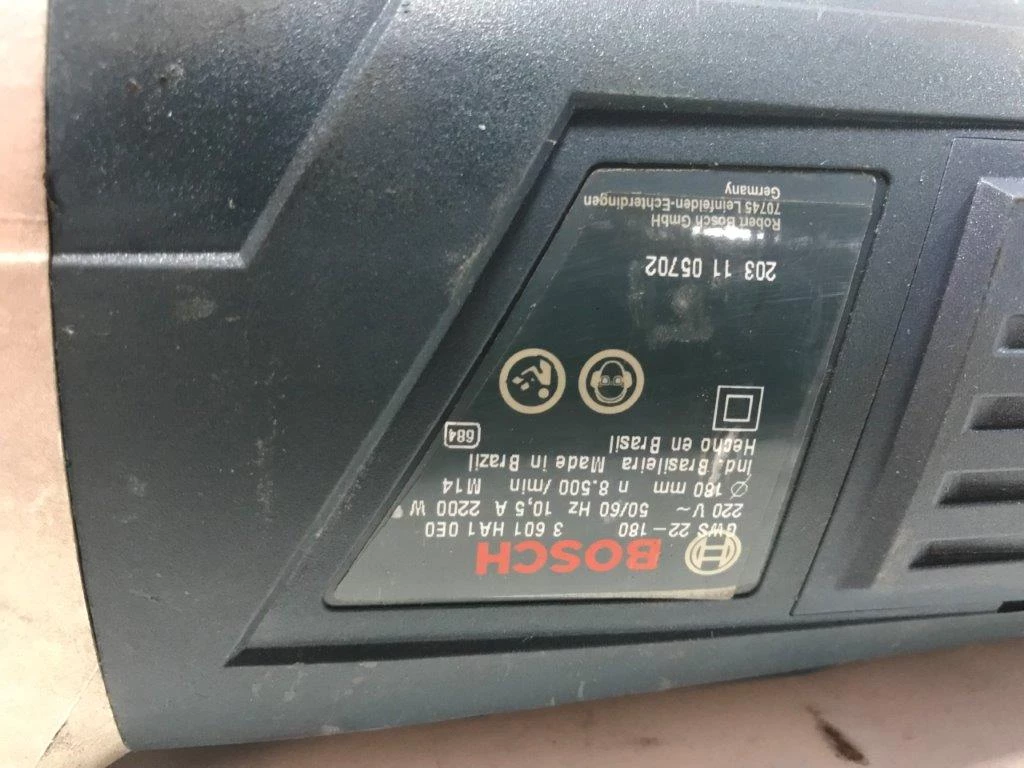 BOSCH
GWS 22-180 3 601 HA1 0E0
220 V ~ 50/60 Hz 10,5 A 2200 W
Ø 180 mm n 8.500 /min M14
Ind. Brasileira Made in Brazil
Hecho en Brasil 684
203 11 05702
Robert Bosch GmbH
70745 Leinfelden-Echterdingen
Germany